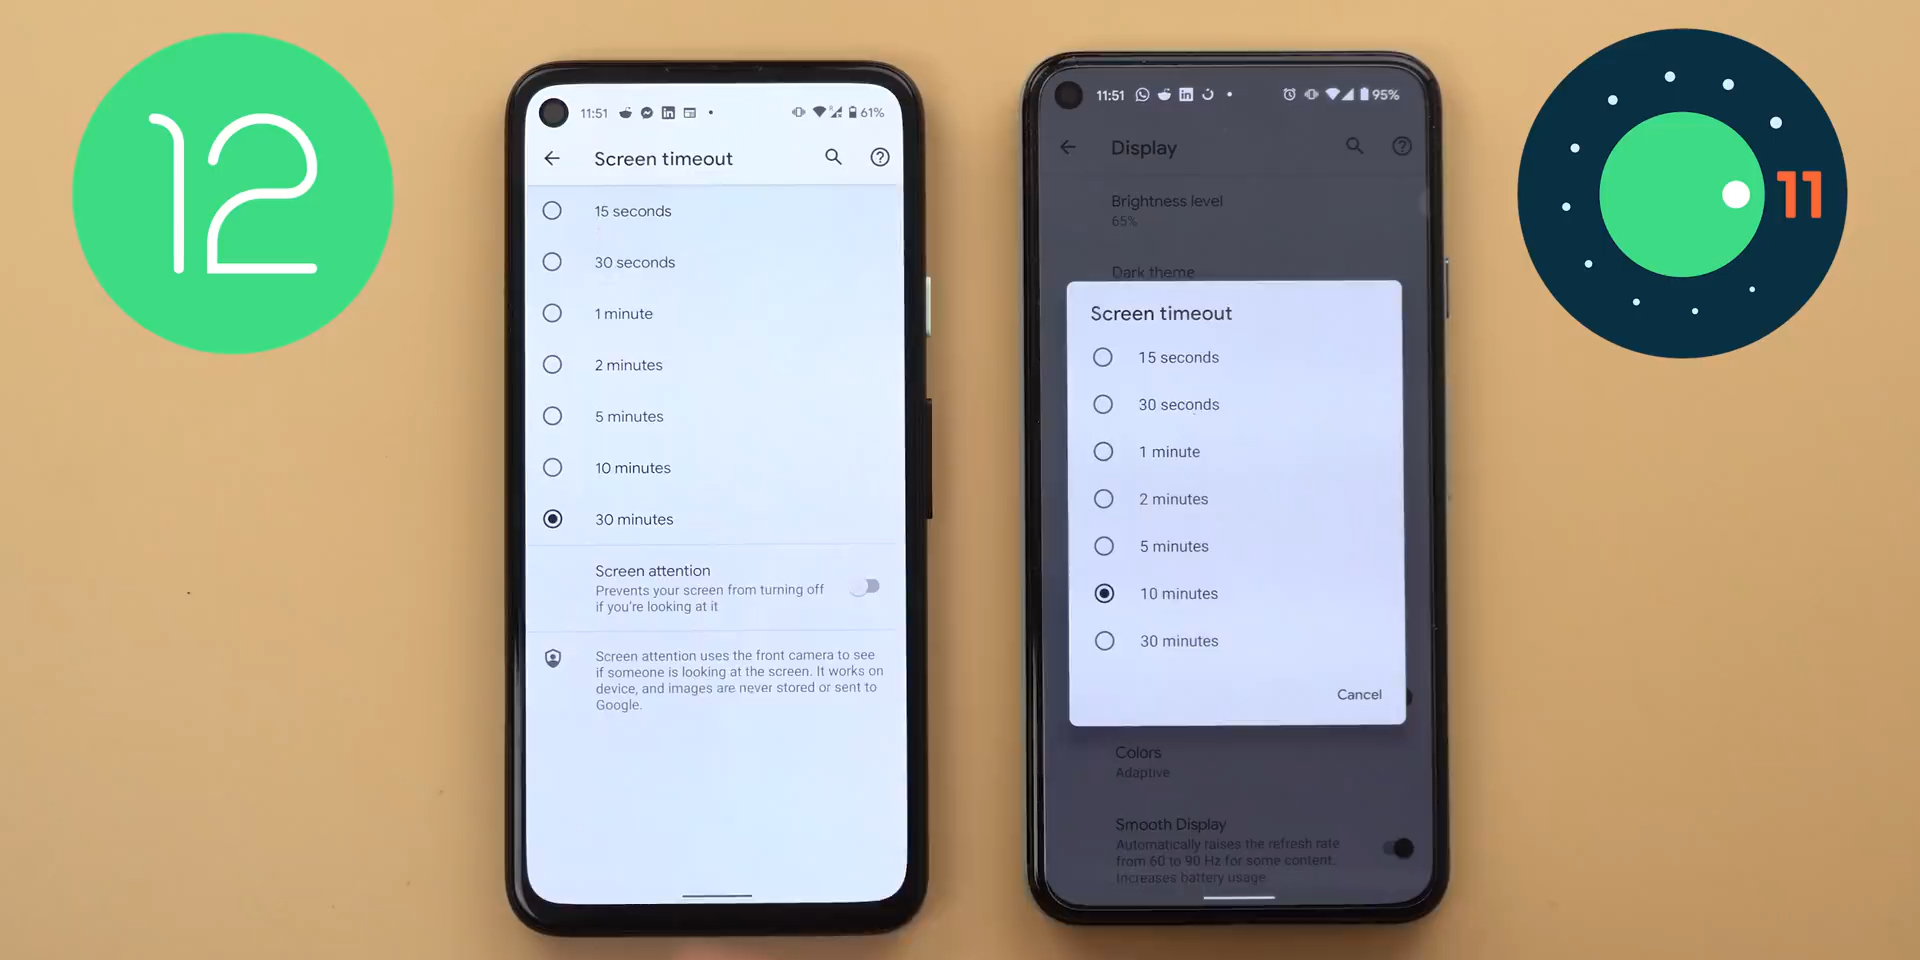 12
11:51
61%
Screen timeout
15 seconds
30 seconds
1 minute
2 minutes
5 minutes
10 minutes
30 minutes
Screen attention
Prevents your screen from turning off
if you're looking at it
Screen attention uses the front camera to see
if someone is looking at the screen. It works on
device, and images are never stored or sent to
Google.
11:51
95%
Display
Brightness level
65%
Dark theme
Screen timeout
15 seconds
30 seconds
1 minute
2 minutes
5 minutes
10 minutes
30 minutes
Cancel
Colors
Adaptive
Smooth Display
Automatically raises the refresh rate
from 60 to 90 Hz for some content.
Increases battery usage
11